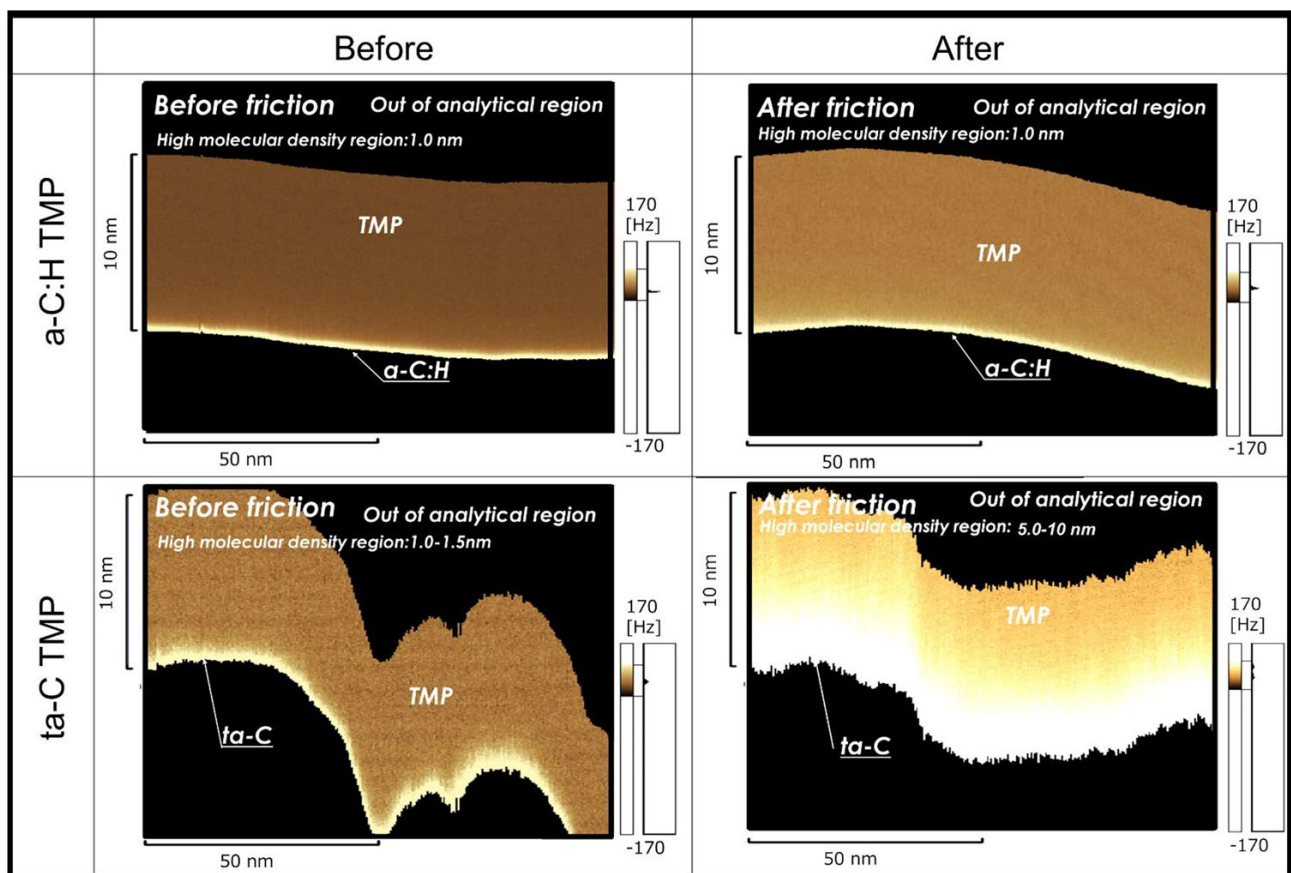 Before
After
a-C:H TMP
Before friction
Out of analytical region
High molecular density region:1.0 nm
10 nm
TMP
a-C:H
50 nm
170
[Hz]
-170
After friction
Out of analytical region
High molecular density region:1.0 nm
10 nm
TMP
a-C:H
50 nm
170
[Hz]
-170
ta-C TMP
Before friction
Out of analytical region
High molecular density region:1.0-1.5nm
10 nm
TMP
ta-C
50 nm
170
[Hz]
-170
After friction
Out of analytical region
High molecular density region: 5.0-10 nm
10 nm
TMP
ta-C
50 nm
170
[Hz]
-170